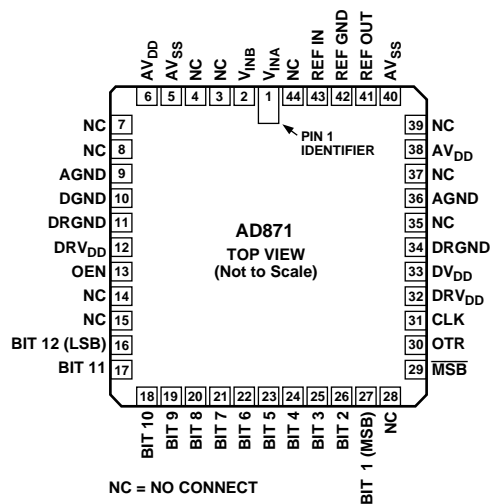 AVDD
AVSS
NC
NC
VINB
VINA
NC
REF IN
REF GND
REF OUT
AVSS
6 5 4 3 2 1 44 43 42 41 40
PIN 1
IDENTIFIER
NC 7
NC 8
AGND 9
DGND 10
DRGND 11
DRVDD 12
OEN 13
NC 14
NC 15
BIT 12 (LSB) 16
BIT 11 17
AD871
TOP VIEW
(Not to Scale)
39 NC
38 AVDD
37 NC
36 AGND
35 NC
34 DRGND
33 DVDD
32 DRVDD
31 CLK
30 OTR
29 MSB
18 19 20 21 22 23 24 25 26 27 28
BIT 10
BIT 9
BIT 8
BIT 7
BIT 6
BIT 5
BIT 4
BIT 3
BIT 2
BIT 1 (MSB)
NC
NC = NO CONNECT